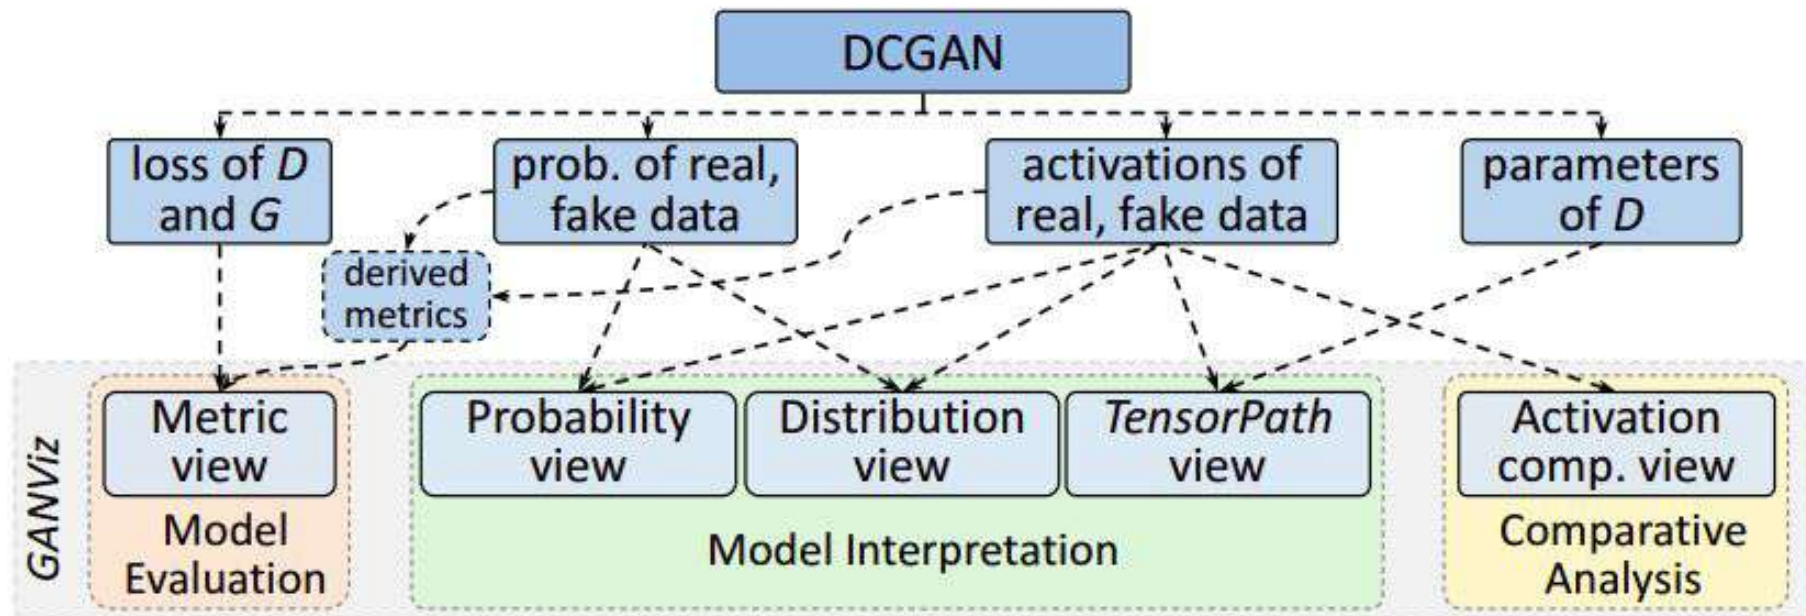 DCGAN
loss of D
and G
prob. of real,
fake data
activations of
real, fake data
parameters
of D
derived
metrics
GANViz
Metric
view
Probability
view
Distribution
view
TensorPath
view
Activation
comp. view
Model
Evaluation
Model Interpretation
Comparative
Analysis